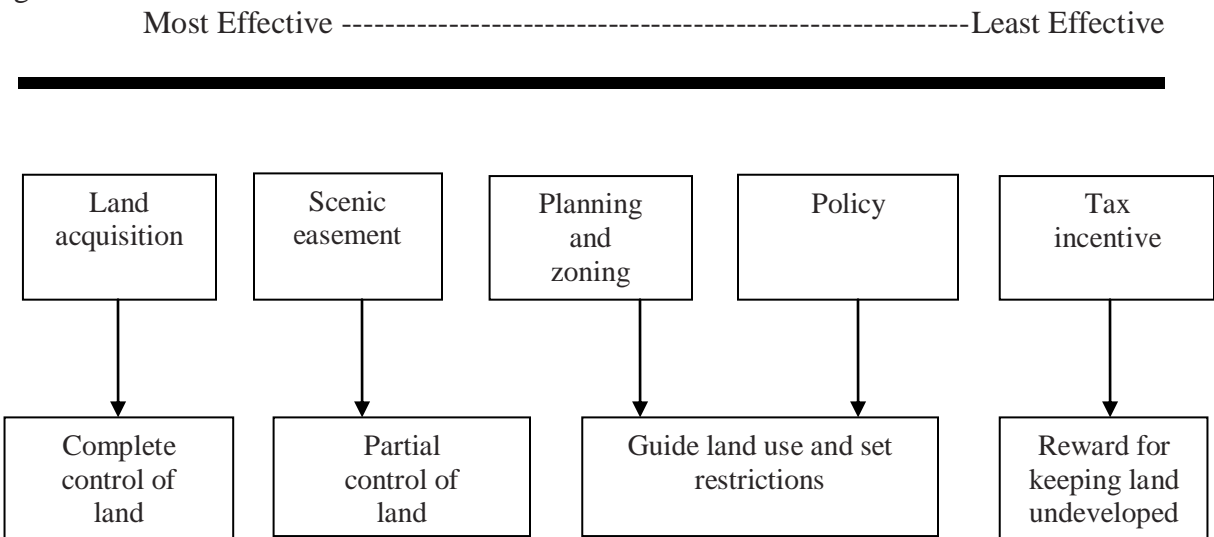 Most Effective -----------------------------------------------------------Least Effective
Land
acquisition
Scenic
easement
Planning
and
zoning
Policy
Tax
incentive
Complete
control of
land
Partial
control of
land
Guide land use and set
restrictions
Reward for
keeping land
undeveloped